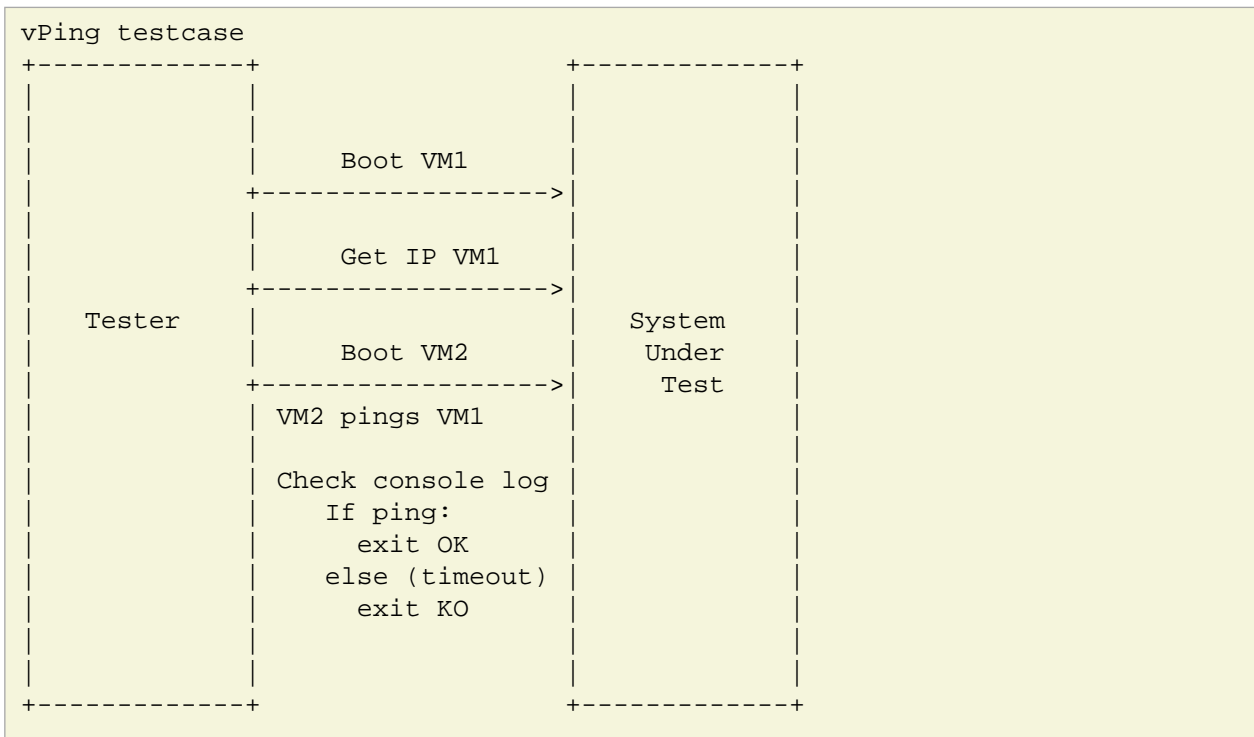 vPing testcase
+-------------+                    +-------------+
|             |                    |             |
|             |                    |             |
|             |     Boot VM1       |             |
|             +------------------>|             |
|             |                    |             |
|             |     Get IP VM1     |             |
|             +------------------>|             |
|   Tester    |                    |   System    |
|             |     Boot VM2       |    Under    |
|             +------------------>|     Test    |
|             | VM2 pings VM1      |             |
|             |                    |             |
|             | Check console log  |             |
|             |    If ping:        |             |
|             |      exit OK       |             |
|             |    else (timeout)  |             |
|             |      exit KO       |             |
|             |                    |             |
|             |                    |             |
+-------------+                    +-------------+